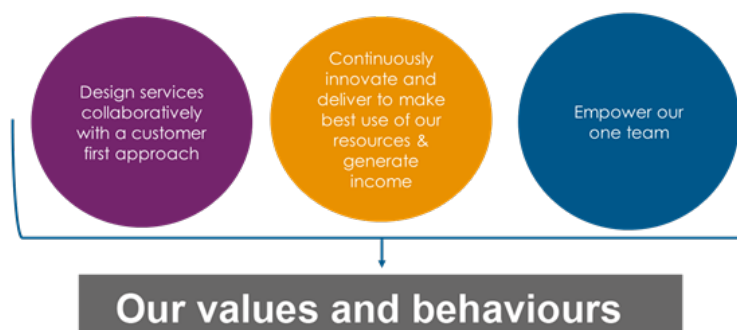 Design services
collaboratively
with a customer
first approach
Continuously
innovate and
deliver to make
best use of our
resources &
generate
income
Empower our
one team
Our values and behaviours